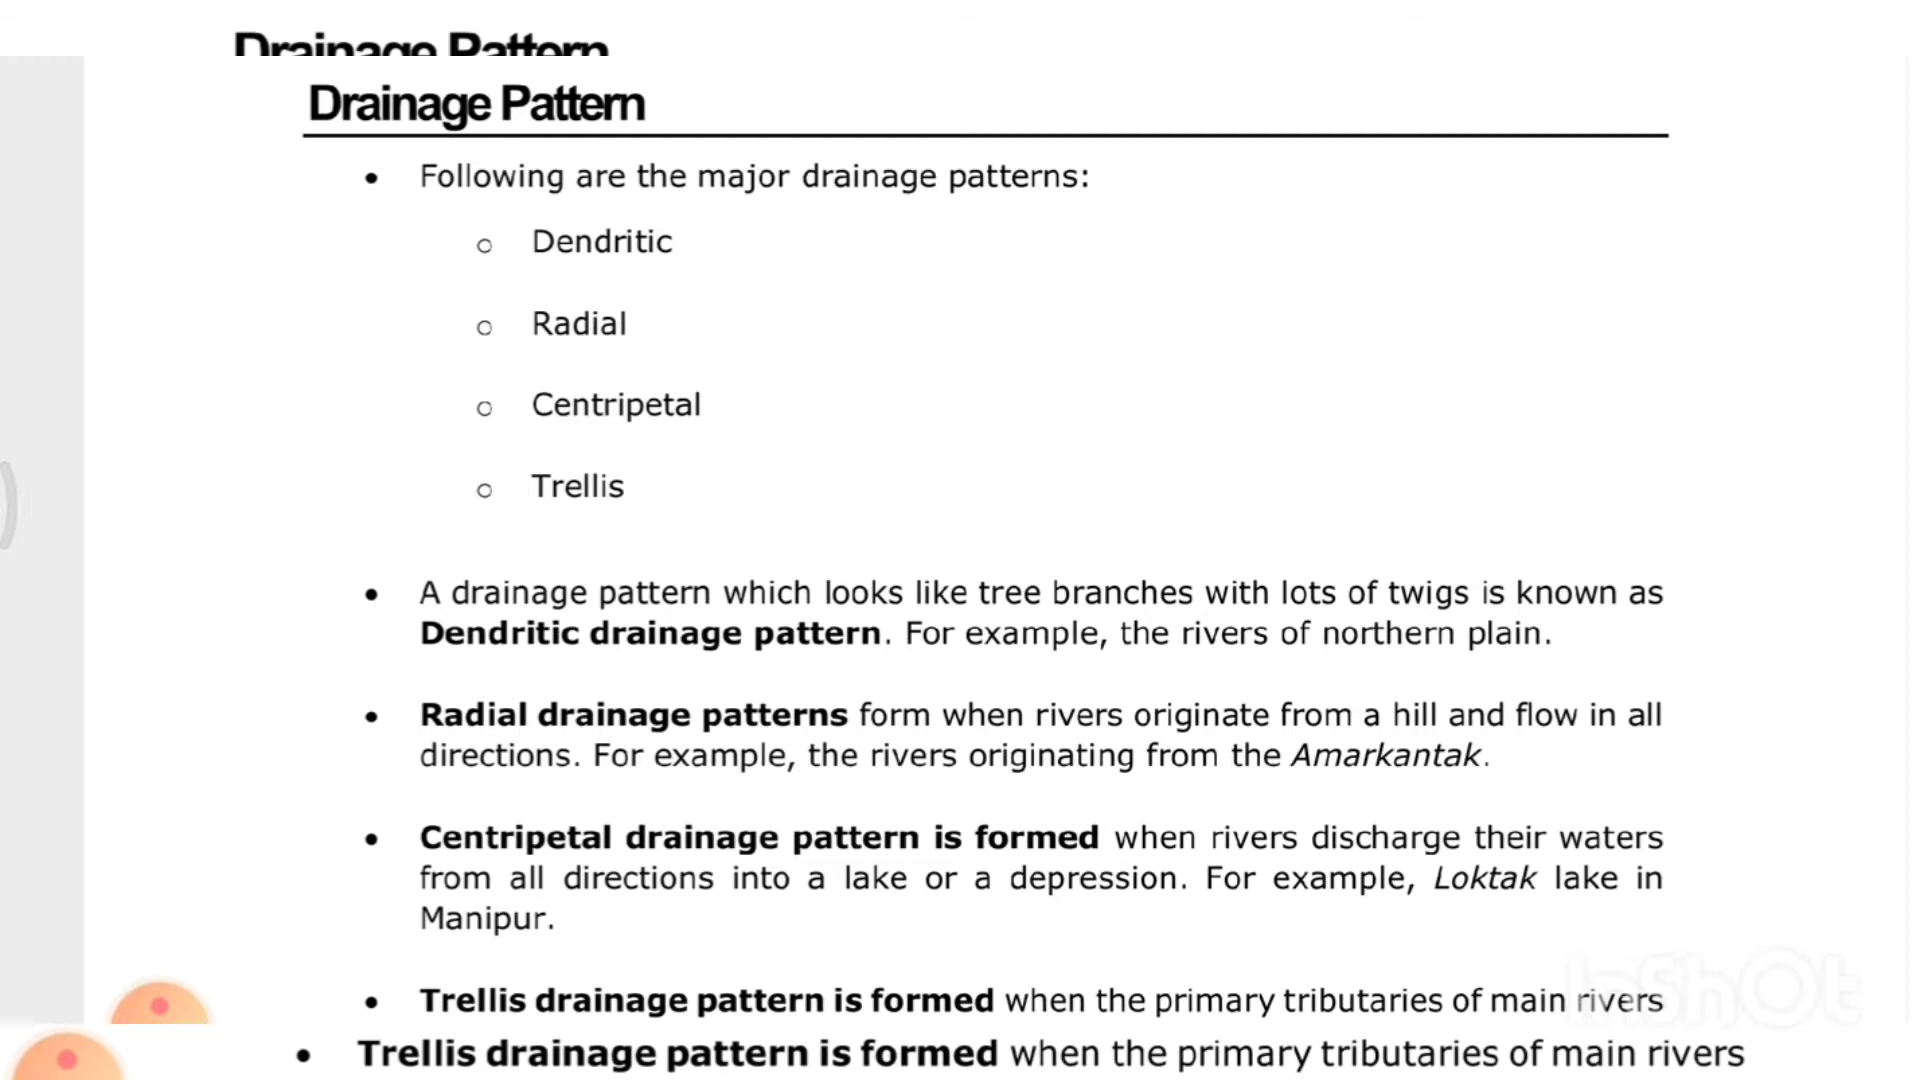 Drainage Pattern
Drainage Pattern
• Following are the major drainage patterns:
o Dendritic
o Radial
o Centripetal
o Trellis
• A drainage pattern which looks like tree branches with lots of twigs is known as
Dendritic drainage pattern. For example, the rivers of northern plain.
• Radial drainage patterns form when rivers originate from a hill and flow in all
directions. For example, the rivers originating from the Amarkantak.
• Centripetal drainage pattern is formed when rivers discharge their waters
from all directions into a lake or a depression. For example, Loktak lake in
Manipur.
InShOt
• Trellis drainage pattern is formed when the primary tributaries of main rivers
• Trellis drainage pattern is formed when the primary tributaries of main rivers